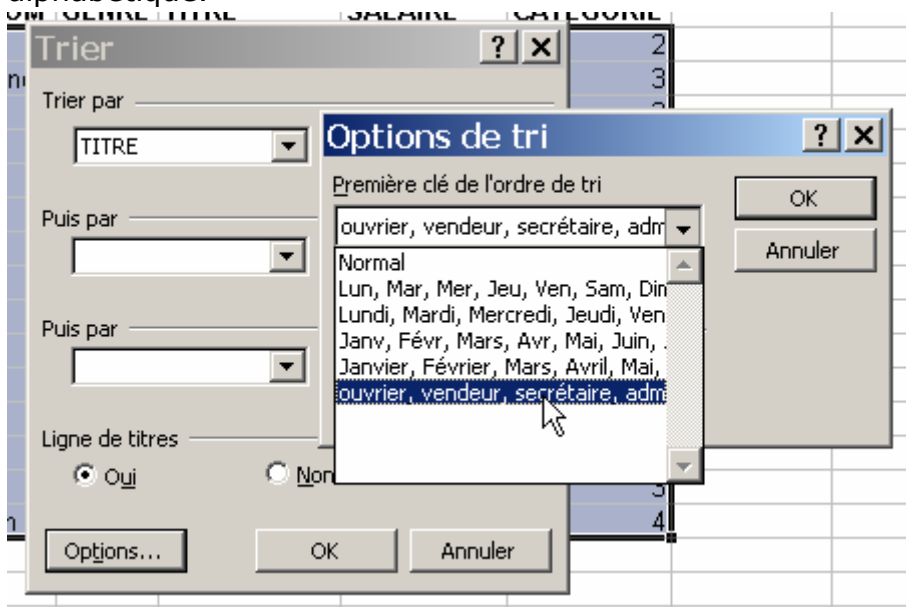 alphabétique.
GENRE TITRE SALAIRE CATEGORIE
Trier
2
3
Trier par
TITRE
Puis par
Puis par
Ligne de titres
Oui Non
3
4
Options... OK Annuler
Options de tri
Première clé de l'ordre de tri
ouvrier, vendeur, secrétaire, adm
OK
Annuler
Normal
Lun, Mar, Mer, Jeu, Ven, Sam, Dim
Lundi, Mardi, Mercredi, Jeudi, Ven
Janv, Févr, Mars, Avr, Mai, Juin, .
Janvier, Février, Mars, Avril, Mai,
ouvrier, vendeur, secrétaire, adm